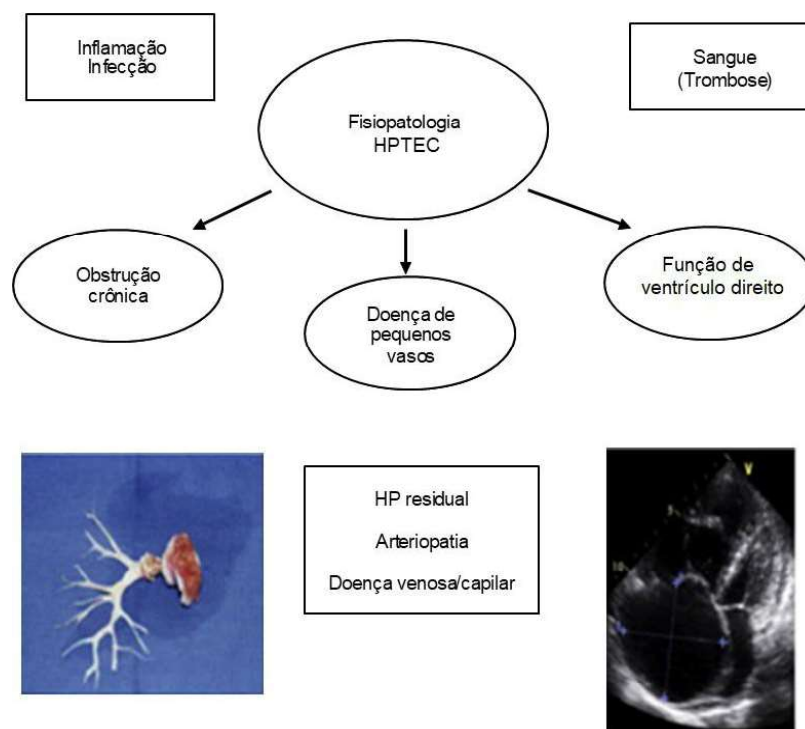 Inflamação
Infecção
Sangue
(Trombose)
Fisiopatologia
HPTEC
Obstrução
crônica
Doença de
pequenos
vasos
Função de
ventrículo direito
HP residual
Arteriopatia
Doença venosa/capilar
V